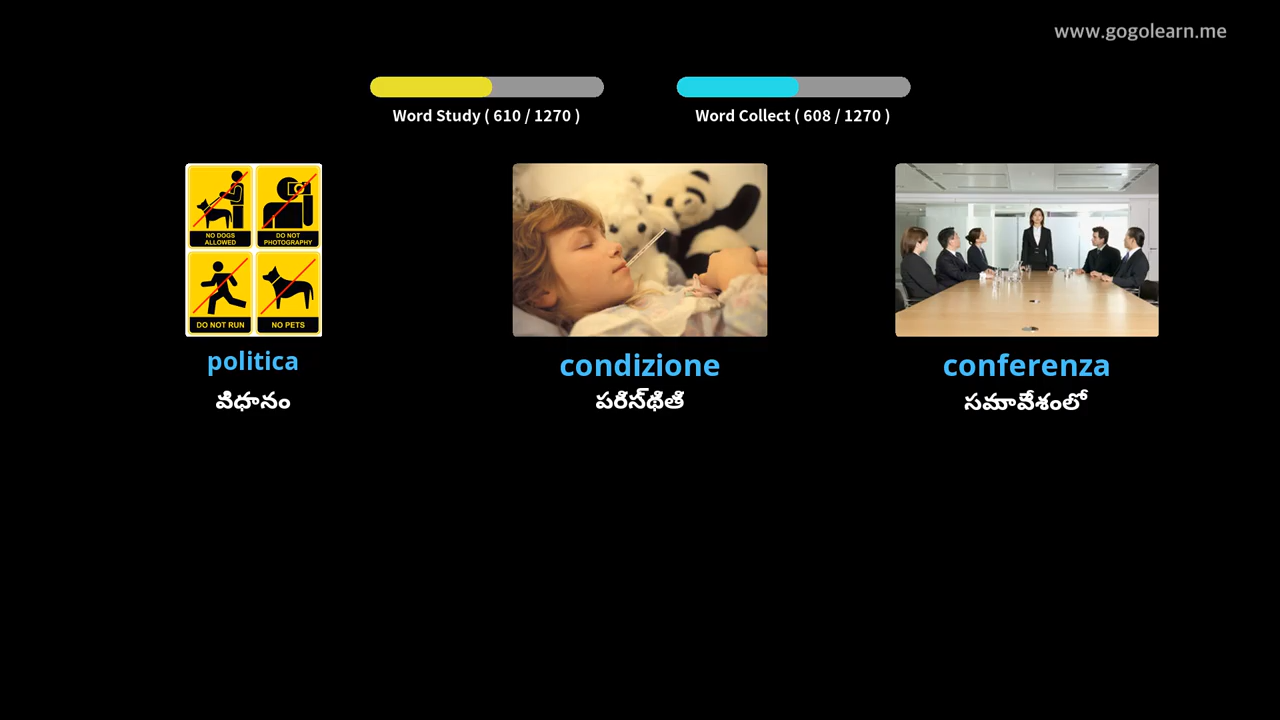 www.gogolearn.me
Word Study ( 610 / 1270 )
Word Collect ( 608 / 1270 )
NO DOGS
ALLOWED
DO NOT
PHOTOGRAPHY
DO NOT RUN
NO PETS
politica
condizione
conferenza
విధానం
పరిస్థితి
సమావేశంలో